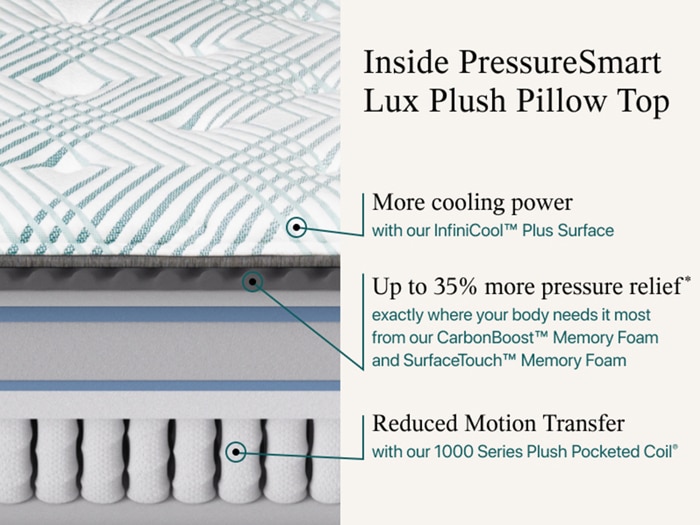 Inside PressureSmart
Lux Plush Pillow Top
More cooling power
with our InfiniCool™ Plus Surface
Up to 35% more pressure relief*
exactly where your body needs it most
from our CarbonBoost™ Memory Foam
and SurfaceTouch™ Memory Foam
Reduced Motion Transfer
with our 1000 Series Plush Pocketed Coil®